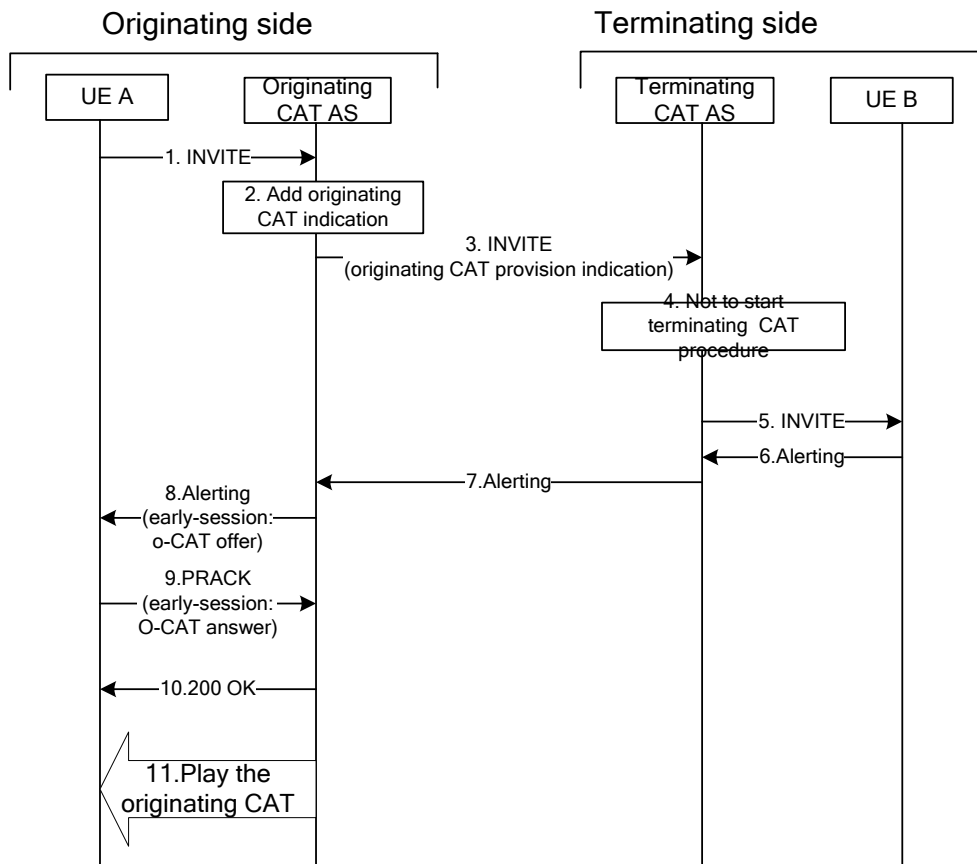 Originating side
Terminating side
UE A
Originating
CAT AS
Terminating
CAT AS
UE B
1. INVITE
2. Add originating
CAT indication
3. INVITE
(originating CAT provision indication)
4. Not to start
terminating CAT
procedure
5. INVITE
6.Alerting
7.Alerting
8.Alerting
(early-session:
o-CAT offer)
9.PRACK
(early-session:
O-CAT answer)
10.200 OK
11.Play the
originating CAT